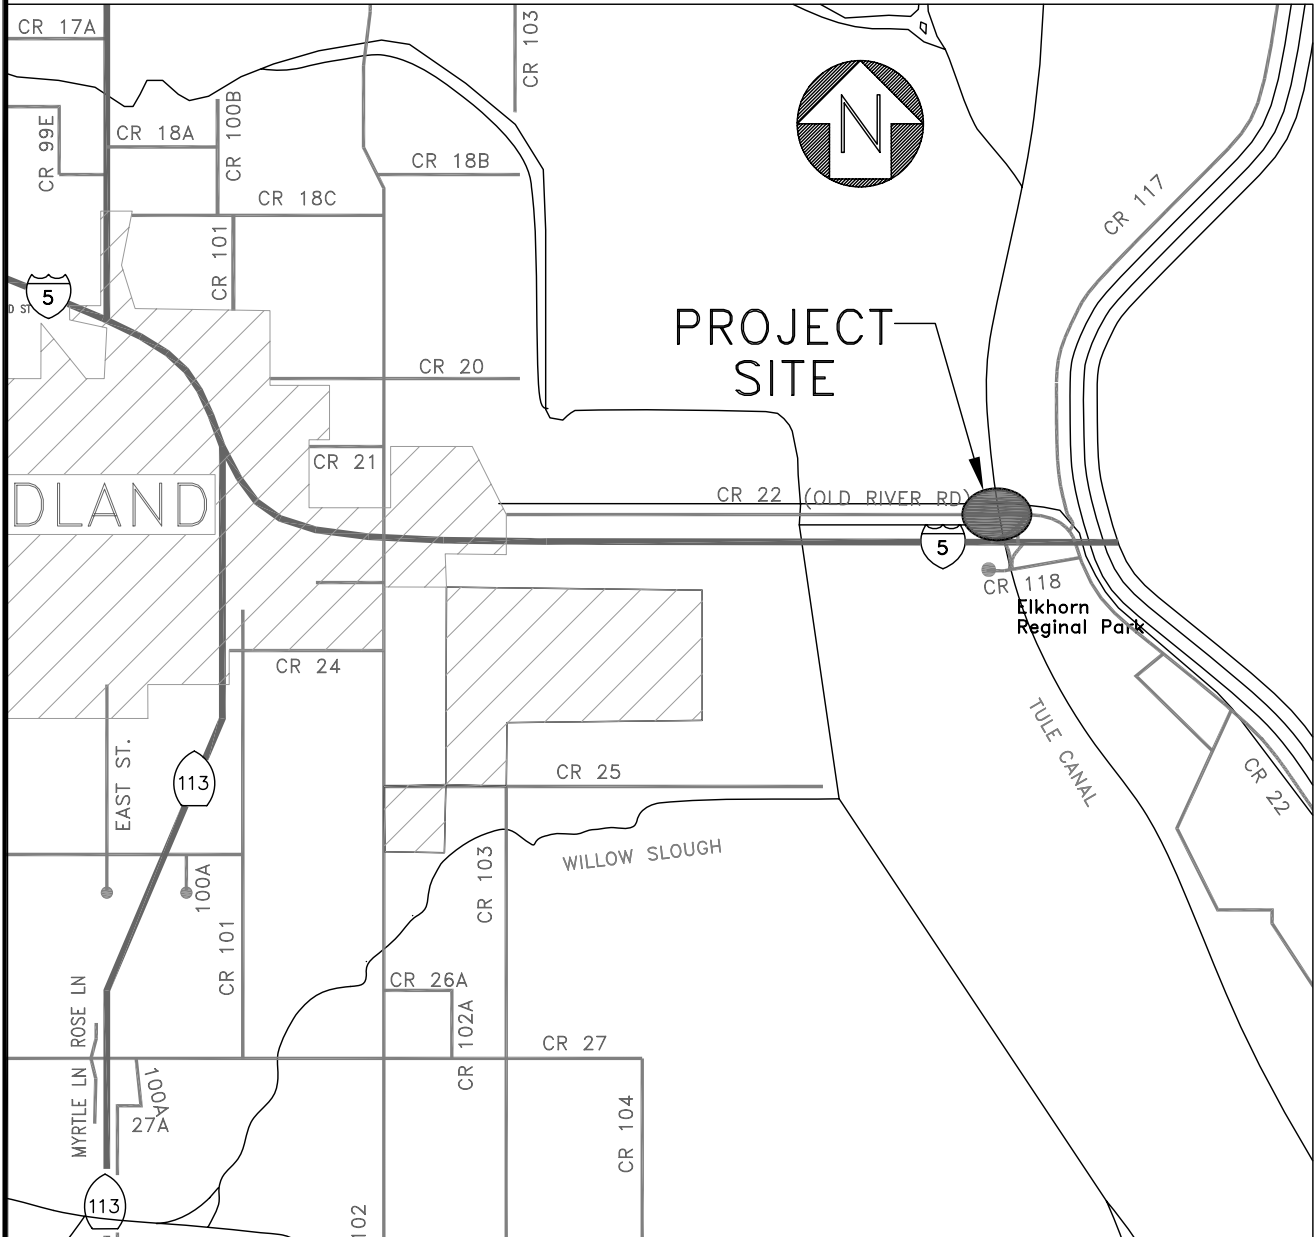 CR 17A
CR 103
CR 99E
CR 18A
CR 100B
CR 18B
N
CR 117
CR 18C
CR 101
5
D ST
PROJECT
SITE
CR 20
CR 21
DLAND
CR 22 (OLD RIVER RD)
5
CR 118
Elkhorn
Reginal Park
CR 24
TULE CANAL
EAST ST.
113
CR 25
CR 22
WILLOW SLOUGH
CR 103
100A
CR 101
CR 26A
ROSE LN
CR 102A
CR 27
MYRTLE LN
100A
27A
CR 104
113
102